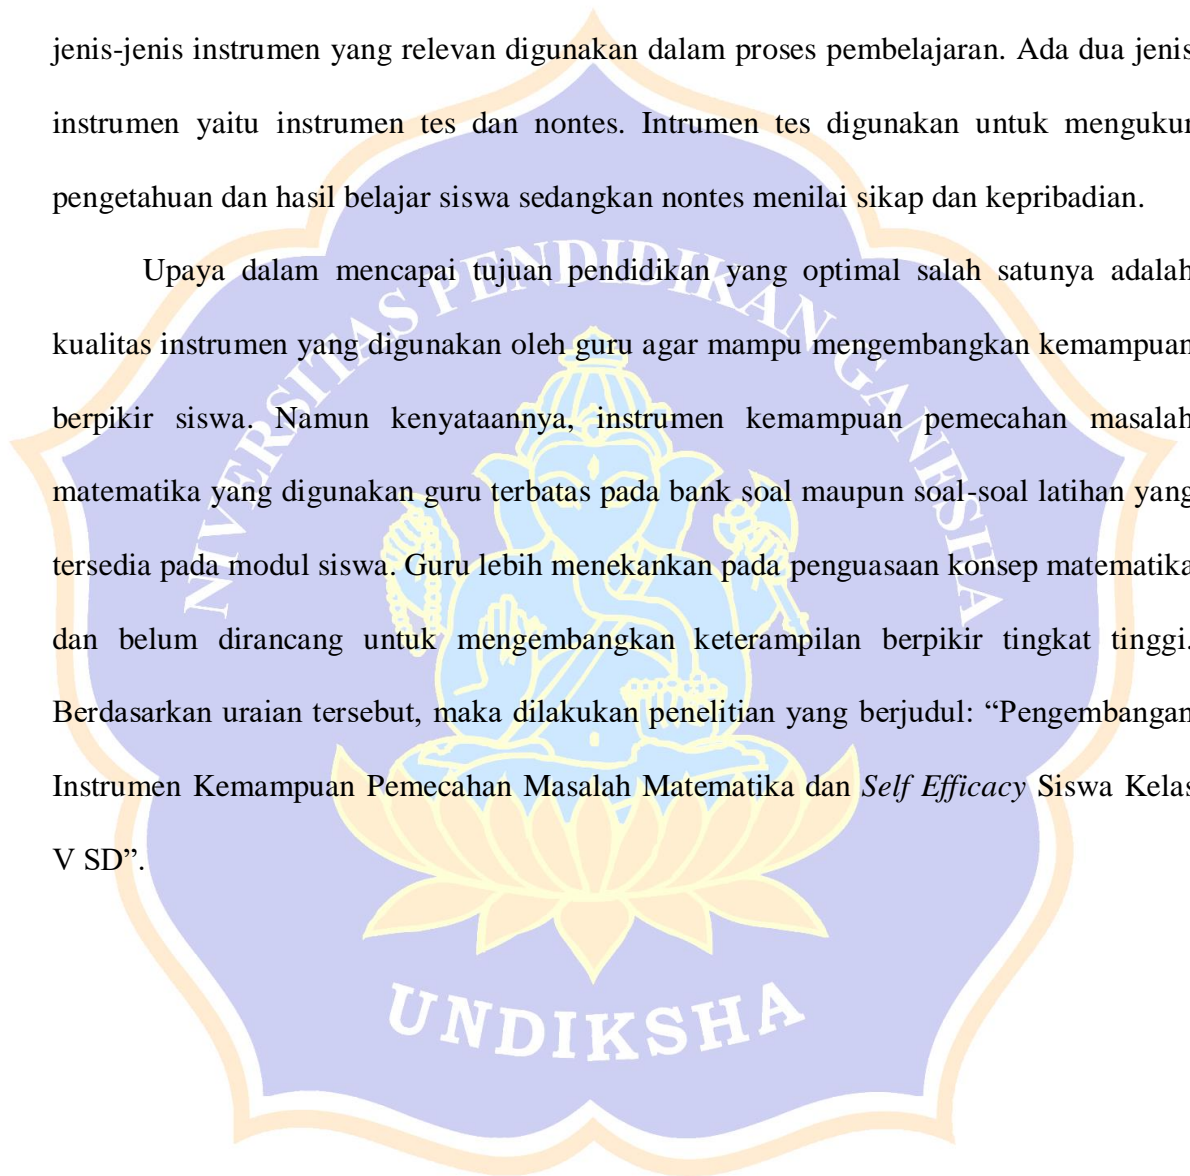 jenis-jenis instrumen yang relevan digunakan dalam proses pembelajaran. Ada dua jenis
instrumen yaitu instrumen tes dan nontes. Intrumen tes digunakan untuk mengukur
pengetahuan dan hasil belajar siswa sedangkan nontes menilai sikap dan kepribadian.
Upaya dalam mencapai tujuan pendidikan yang optimal salah satunya adalah
kualitas instrumen yang digunakan oleh guru agar mampu mengembangkan kemampuan
berpikir siswa. Namun kenyataannya, instrumen kemampuan pemecahan masalah
matematika yang digunakan guru terbatas pada bank soal maupun soal-soal latihan yang
tersedia pada modul siswa. Guru lebih menekankan pada penguasaan konsep matematika
dan belum dirancang untuk mengembangkan keterampilan berpikir tingkat tinggi.
Berdasarkan uraian tersebut, maka dilakukan penelitian yang berjudul: “Pengembangan
Instrumen Kemampuan Pemecahan Masalah Matematika dan Self Efficacy Siswa Kelas
V SD”.
NIVERSITAS PENDIDIKAN GANESHA
UNDIKSHA